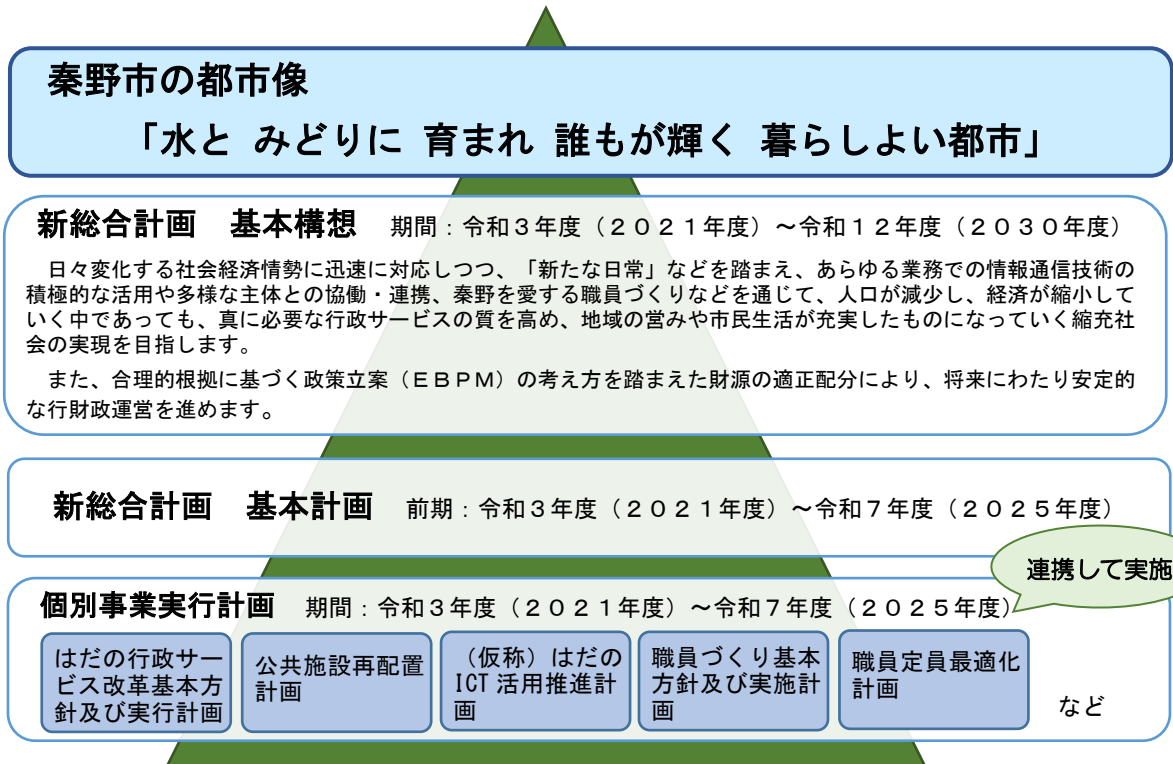 秦野市の都市像
「水と みどりに 育まれ 誰もが輝く 暮らしよい都市」
新総合計画 基本構想 期間:令和3年度(2021年度)~令和12年度(2030年度)
日々変化する社会経済情勢に迅速に対応しつつ、「新たな日常」などを踏まえ、あらゆる業務での情報通信技術の
積極的な活用や多様な主体との協働・連携、秦野を愛する職員づくりなどを通じて、人口が減少し、経済が縮小して
いく中であっても、真に必要な行政サービスの質を高め、地域の営みや市民生活が充実したものになっていく縮充社
会の実現を目指します。
また、合理的根拠に基づく政策立案(EBPM)の考え方を踏まえた財源の適正配分により、将来にわたり安定的
な行財政運営を進めます。
新総合計画 基本計画 前期:令和3年度(2021年度)~令和7年度(2025年度)
連携して実施
個別事業実行計画 期間:令和3年度(2021年度)~令和7年度(2025年度)
はだの行政サー
ビス改革基本方
針及び実行計画
公共施設再配置
計画
(仮称)はだの
ICT活用推進計
画
職員づくり基本
方針及び実施計
画
職員定員最適化
計画
など